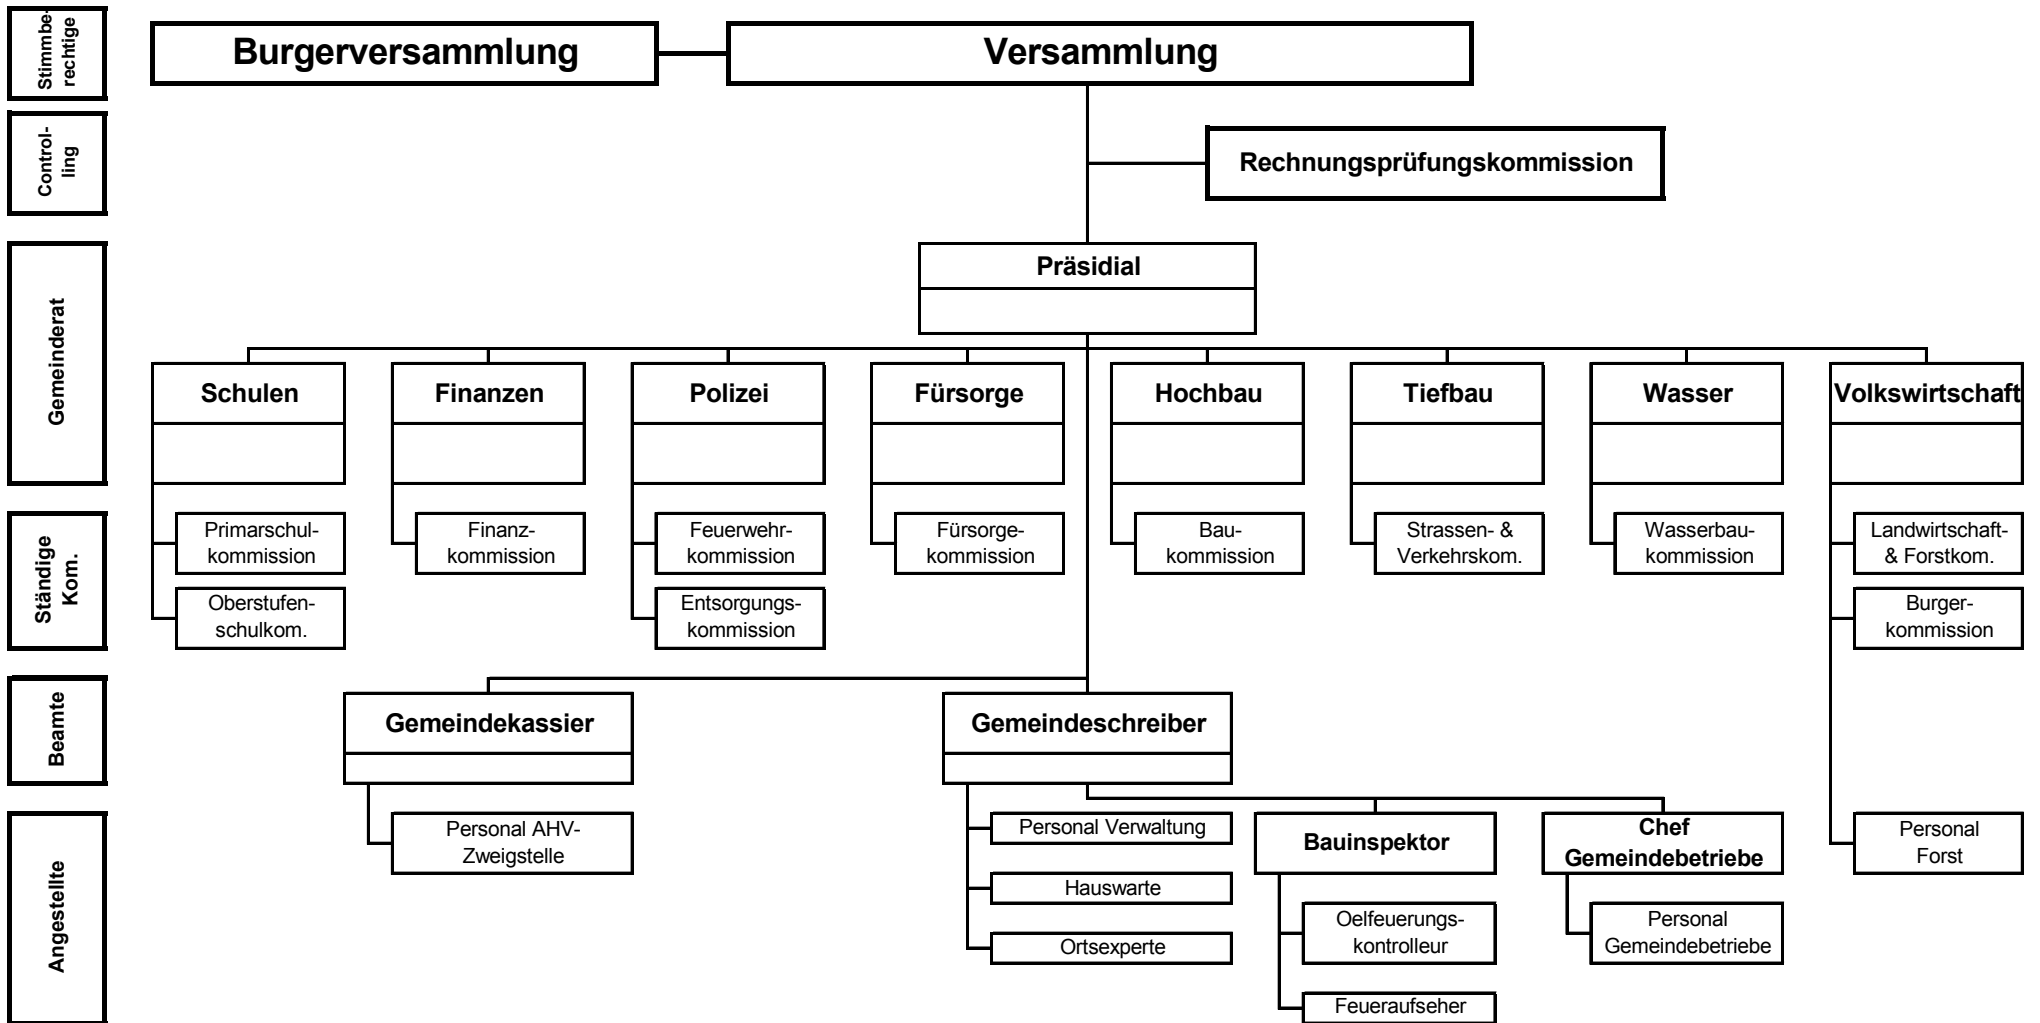 Stimmbe-
rechtige
Burgerversammlung
Versammlung
Control-
ling
Rechnungsprüfungskommission
Gemeinderat
Präsidial
Schulen
Finanzen
Polizei
Fürsorge
Hochbau
Tiefbau
Wasser
Volkswirtschaft
Ständige
Kom.
Primarschul-
kommission
Finanz-
kommission
Feuerwehr-
kommission
Fürsorge-
kommission
Bau-
kommission
Strassen- &
Verkehrskom.
Wasserbau-
kommission
Landwirtschaft-
& Forstkom.
Oberstufen-
schulkom.
Entsorgungs-
kommission
Burger-
kommission
Beamte
Gemeindekassier
Gemeindeschreiber
Angestellte
Personal AHV-
Zweigstelle
Personal Verwaltung
Hauswarte
Ortsexperte
Bauinspektor
Oelfeuerungs-
kontrolleur
Feueraufseher
Chef
Gemeindebetriebe
Personal
Gemeindebetriebe
Personal
Forst